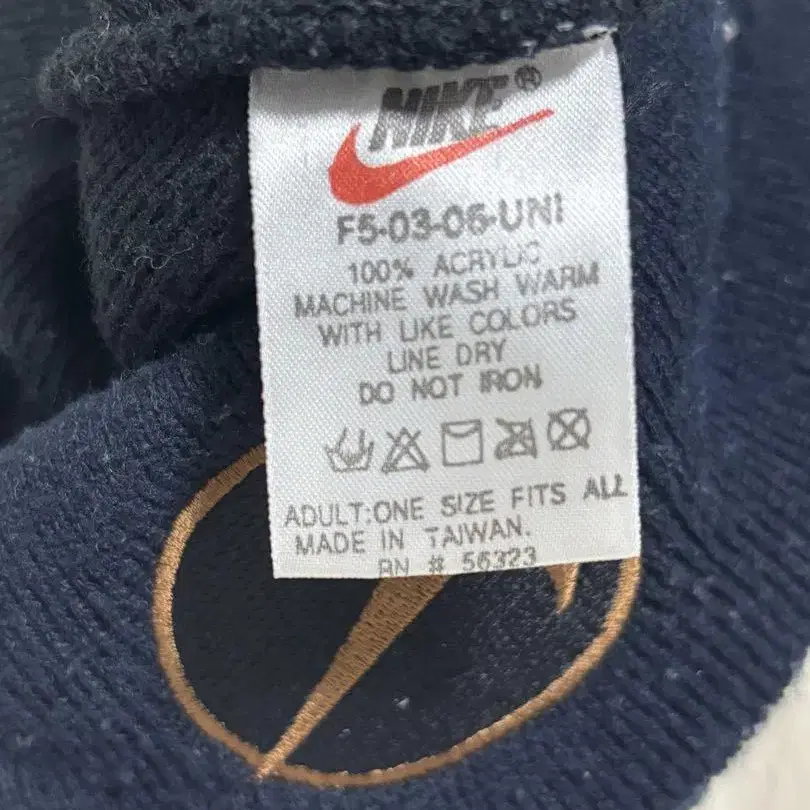 NIKE®
F5-03-06-UNI
100% ACRYLIC
MACHINE WASH WARM
WITH LIKE COLORS
LINE DRY
DO NOT IRON
ADULT:ONE SIZE FITS ALL
MADE IN TAIWAN.
RN # 56323